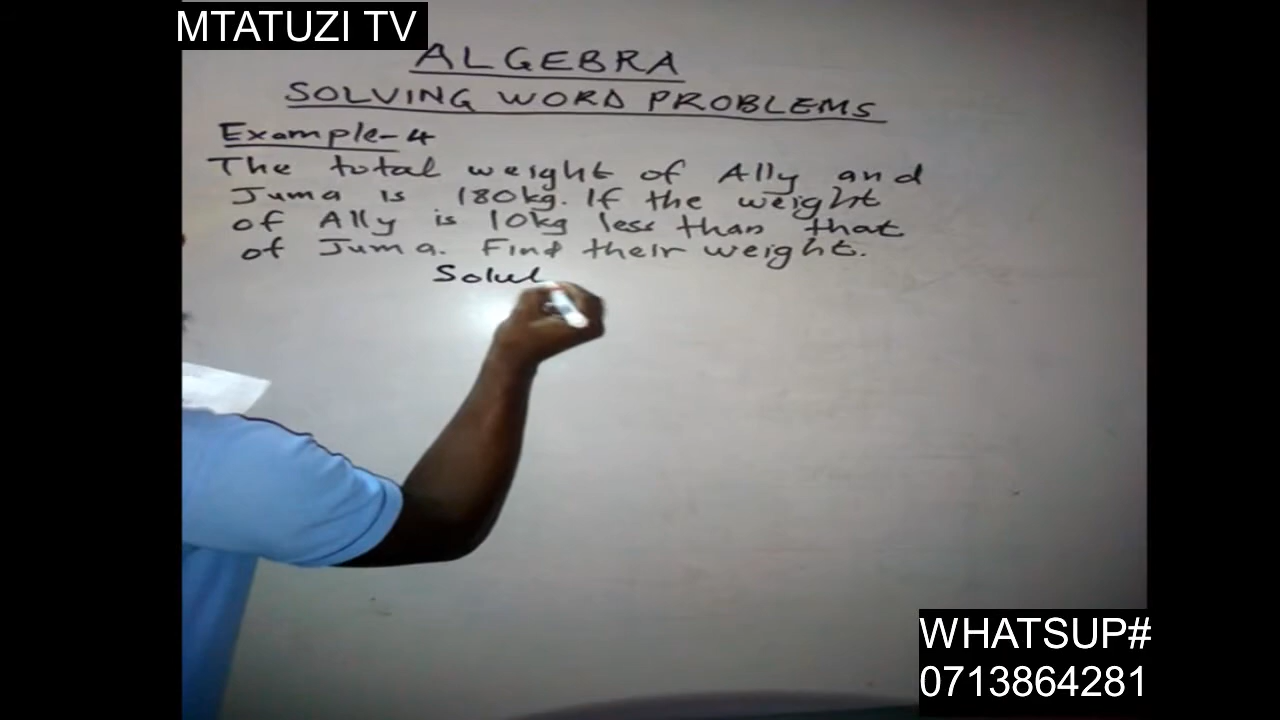 MTATUZI TV
ALGEBRA
SOLVING WORD PROBLEMS
Example-4
The total weight of Ally and
Juma is 180kg. If the weight
of Ally is 10kg less than that
of Juma. Find their weight.
Solut
WHATSUP#
0713864281